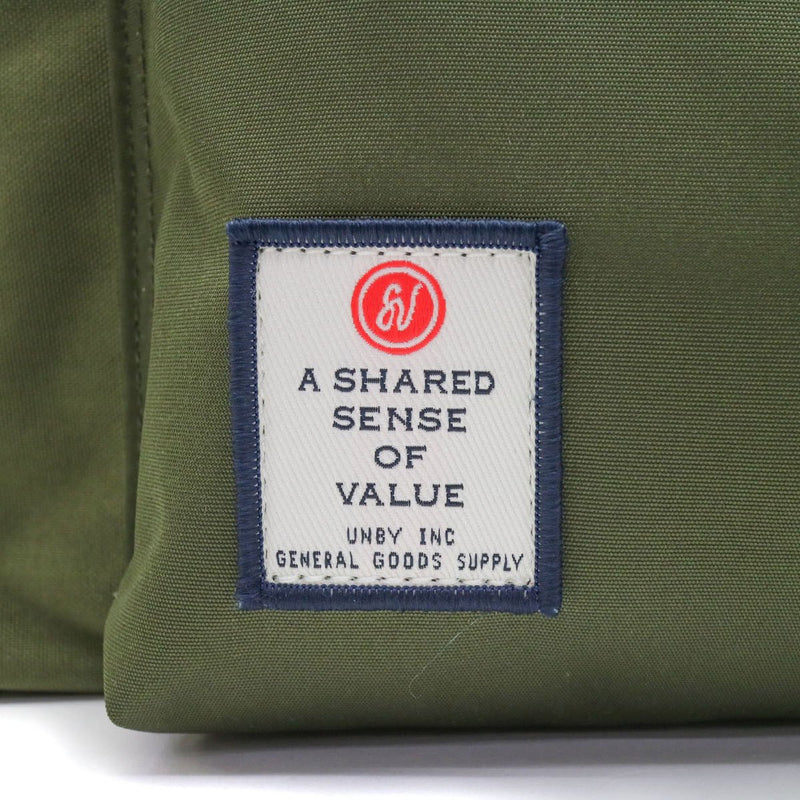 A SHARED
SENSE
OF
VALUE
UNBY INC
GENERAL GOODS SUPPLY